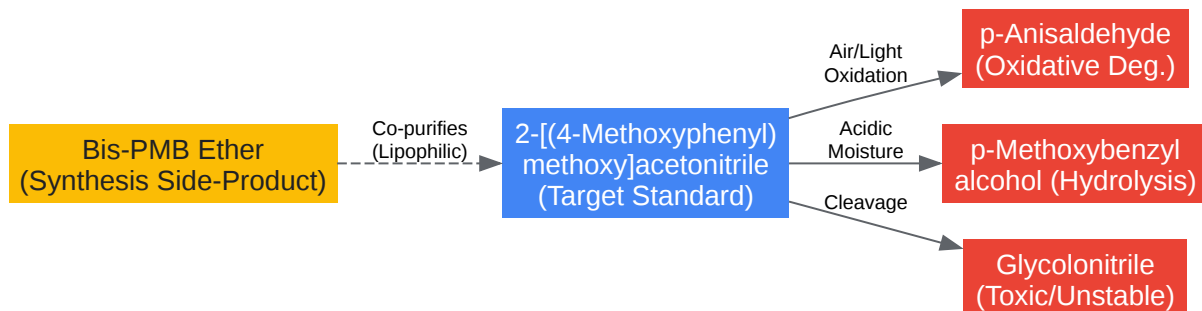 Bis-PMB Ether
(Synthesis Side-Product)
Co-purifies
(Lipophilic)
2-[(4-Methoxyphenyl)
methoxy]acetonitrile
(Target Standard)
Air/Light
Oxidation
p-Anisaldehyde
(Oxidative Deg.)
Acidic
Moisture
p-Methoxybenzyl
alcohol (Hydrolysis)
Cleavage
Glycolonitrile
(Toxic/Unstable)